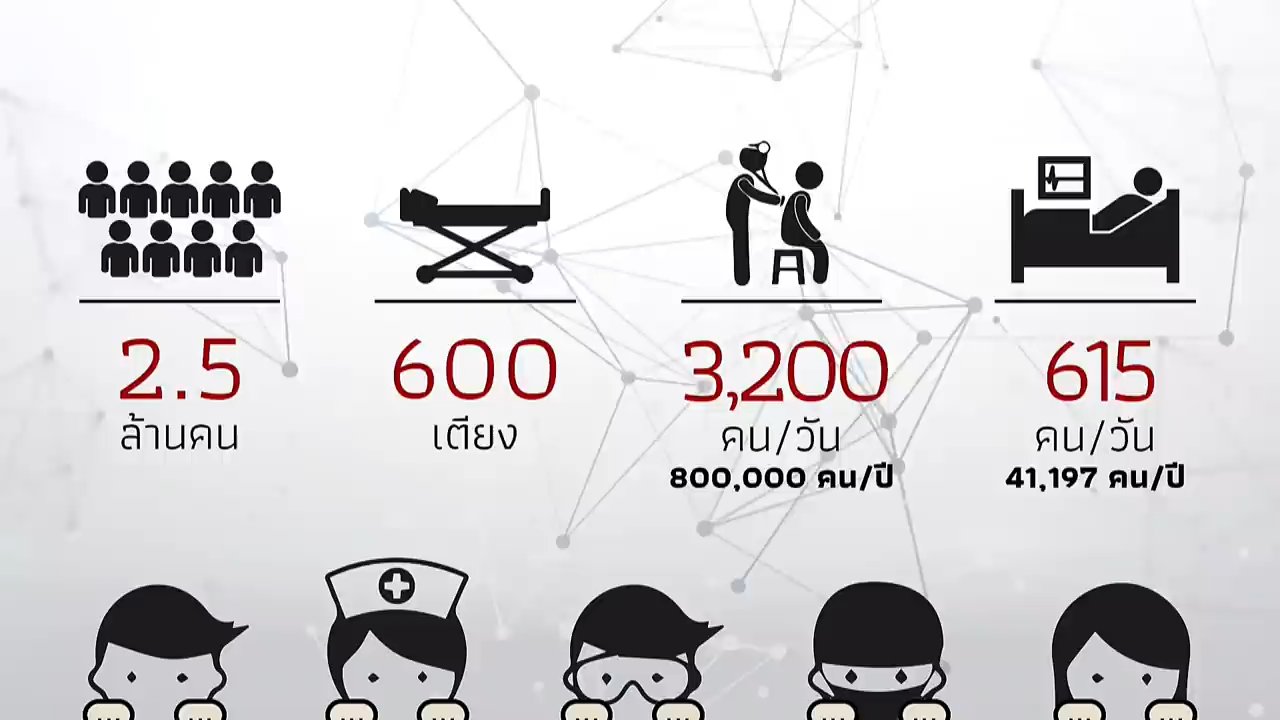 2.5
ล้านคน
600
เตียง
3,200
คน/วัน
800,000 คน/ปี
615
คน/วัน
41,197 คน/ปี